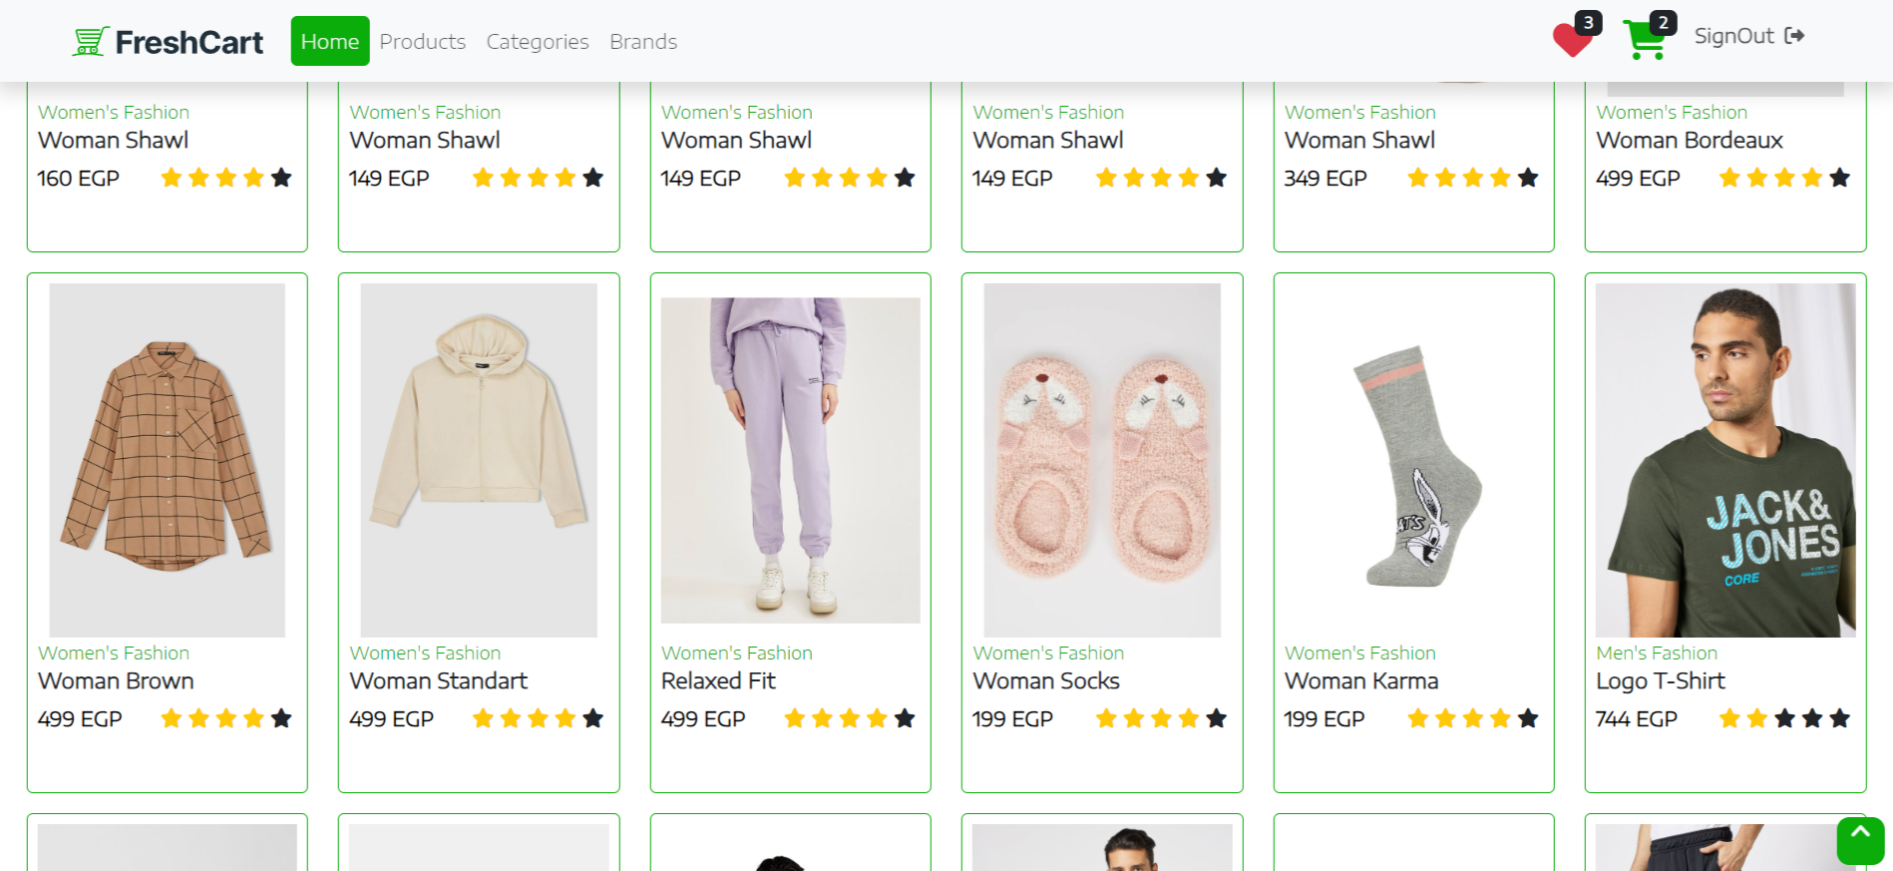 FreshCart
Home
Products
Categories
Brands
3
2
SignOut
Women's Fashion
Woman Shawl
160 EGP
Women's Fashion
Woman Shawl
149 EGP
Women's Fashion
Woman Shawl
149 EGP
Women's Fashion
Woman Shawl
149 EGP
Women's Fashion
Woman Shawl
349 EGP
Women's Fashion
Woman Bordeaux
499 EGP
Women's Fashion
Woman Brown
499 EGP
Women's Fashion
Woman Standart
499 EGP
Women's Fashion
Relaxed Fit
499 EGP
Women's Fashion
Woman Socks
199 EGP
Women's Fashion
Woman Karma
199 EGP
JACK&
JONES
CORE
Men's Fashion
Logo T-Shirt
744 EGP